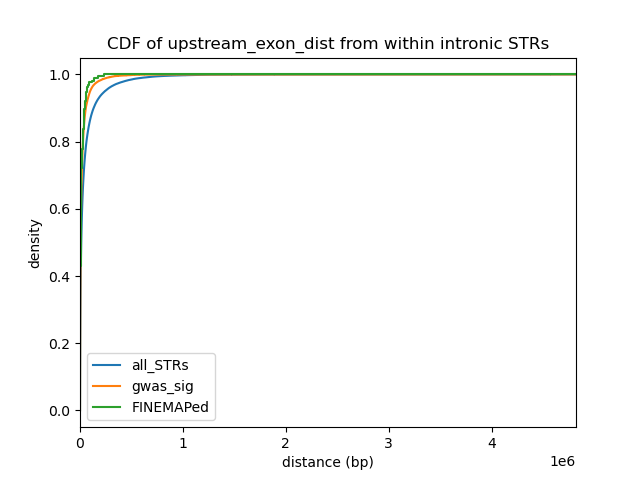 CDF of upstream_exon_dist from within intronic STRs
1.0
0.8
0.6
0.4
0.2
0.0
density
all_STRs
gwas_sig
FINEMAPed
0 1 2 3 4
1e6
distance (bp)